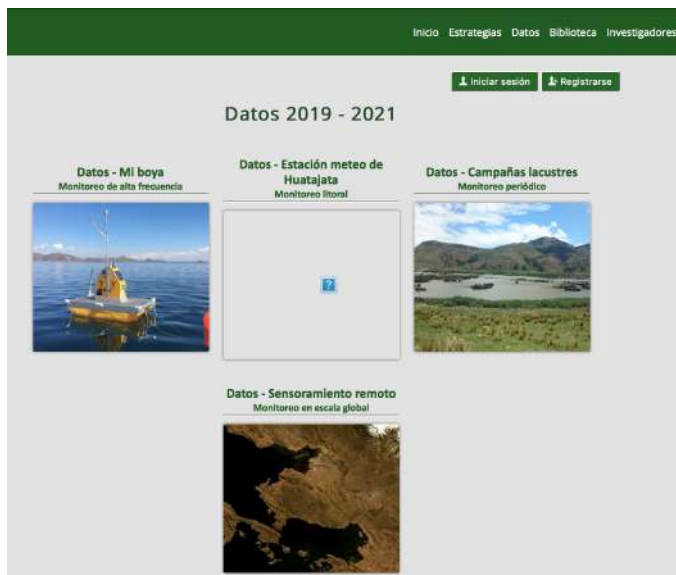 Inicio Estrategias Datos Biblioteca Investigadores
Iniciar sesión Registrarse
Datos 2019 - 2021
Datos - Mi boya
Monitoreo de alta frecuencia
Datos - Estación meteo de
Huatajata
Monitoreo litoral
?
Datos - Campañas lacustres
Monitoreo periódico
Datos - Sensoramiento remoto
Monitoreo en escala global